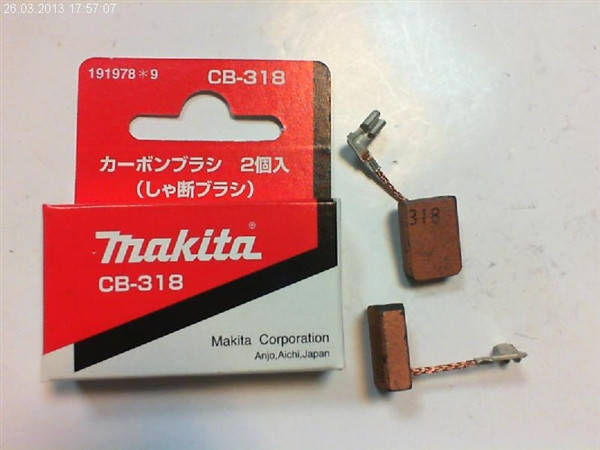 26.03.2013 17:57:07
191978*9 CB-318
カーボンブラシ 2個入
(しゃ断ブラシ)
makita®
CB-318
Makita Corporation
Anjo,Aichi,Japan
318